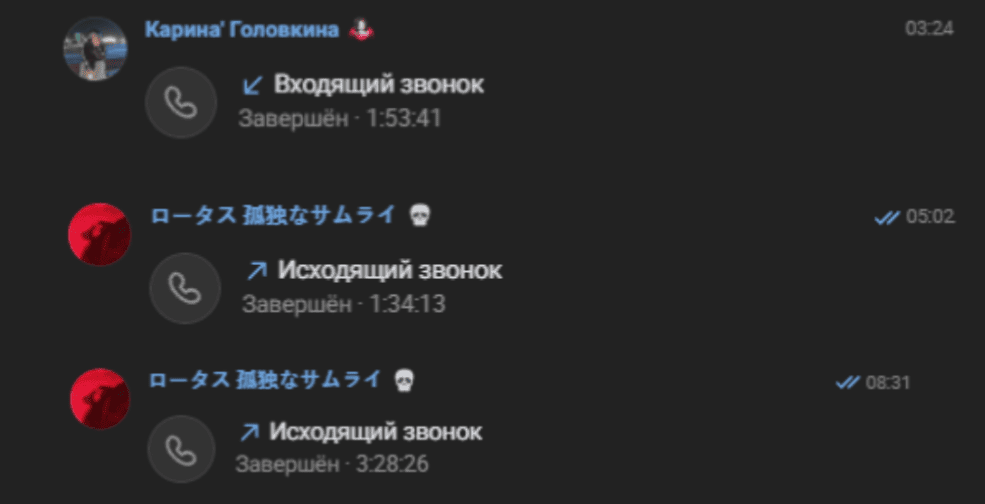 Карина' Головкина 03:24
Входящий звонок
Завершён · 1:53:41
ロータス 孤独なサムライ 💀 05:02
Исходящий звонок
Завершён · 1:34:13
ロータス 孤独なサムライ 💀 08:31
Исходящий звонок
Завершён · 3:28:26